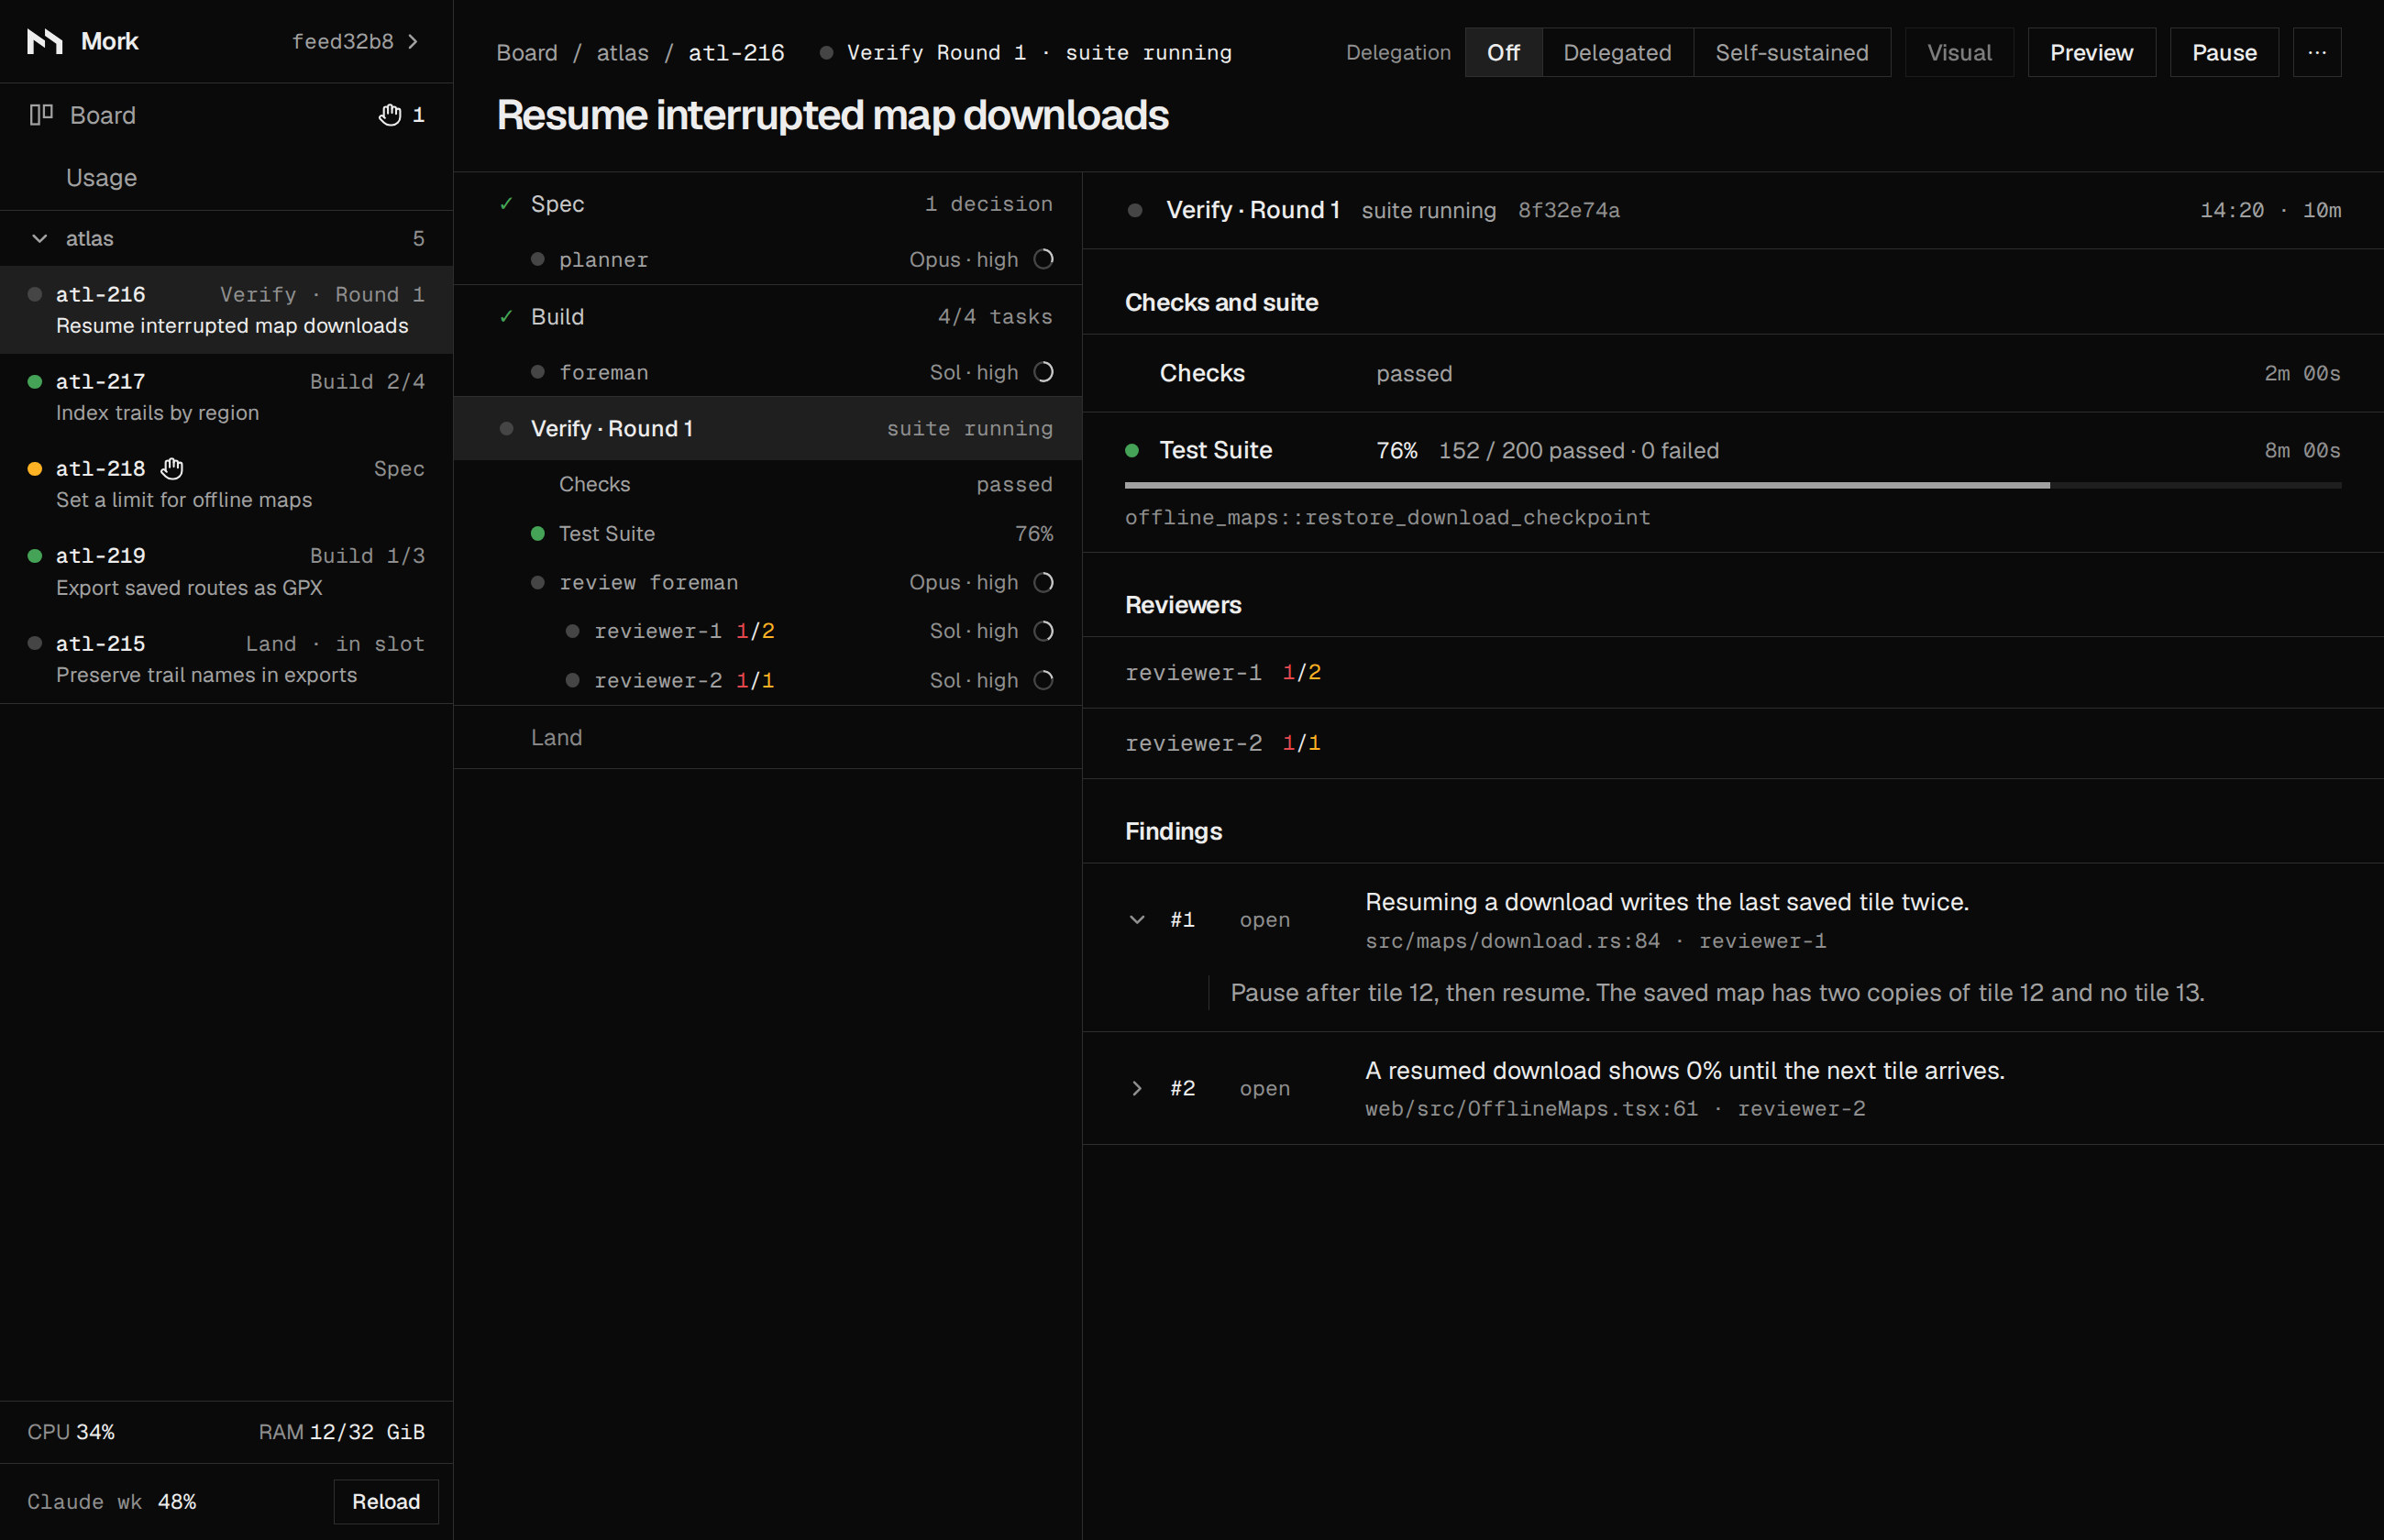 Mork feed32b8
Board 1
Usage
atlas 5
atl-216 Verify · Round 1
Resume interrupted map downloads
atl-217 Build 2/4
Index trails by region
atl-218 Spec
Set a limit for offline maps
atl-219 Build 1/3
Export saved routes as GPX
atl-215 Land · in slot
Preserve trail names in exports
CPU 34% RAM 12/32 GiB
Claude wk 48% Reload
Board / atlas / atl-216 Verify Round 1 · suite running
Delegation Off Delegated Self-sustained Visual Preview Pause ···
Resume interrupted map downloads
✓ Spec 1 decision
planner Opus · high
✓ Build 4/4 tasks
foreman Sol · high
Verify · Round 1 suite running
Checks passed
Test Suite 76%
review foreman Opus · high
reviewer-1 1/2 Sol · high
reviewer-2 1/1 Sol · high
Land
Verify · Round 1 suite running 8f32e74a 14:20 · 10m
Checks and suite
Checks passed 2m 00s
Test Suite 76% 152 / 200 passed · 0 failed 8m 00s
offline_maps::restore_download_checkpoint
Reviewers
reviewer-1 1/2
reviewer-2 1/1
Findings
#1 open Resuming a download writes the last saved tile twice.
src/maps/download.rs:84 · reviewer-1
Pause after tile 12, then resume. The saved map has two copies of tile 12 and no tile 13.
#2 open A resumed download shows 0% until the next tile arrives.
web/src/OfflineMaps.tsx:61 · reviewer-2